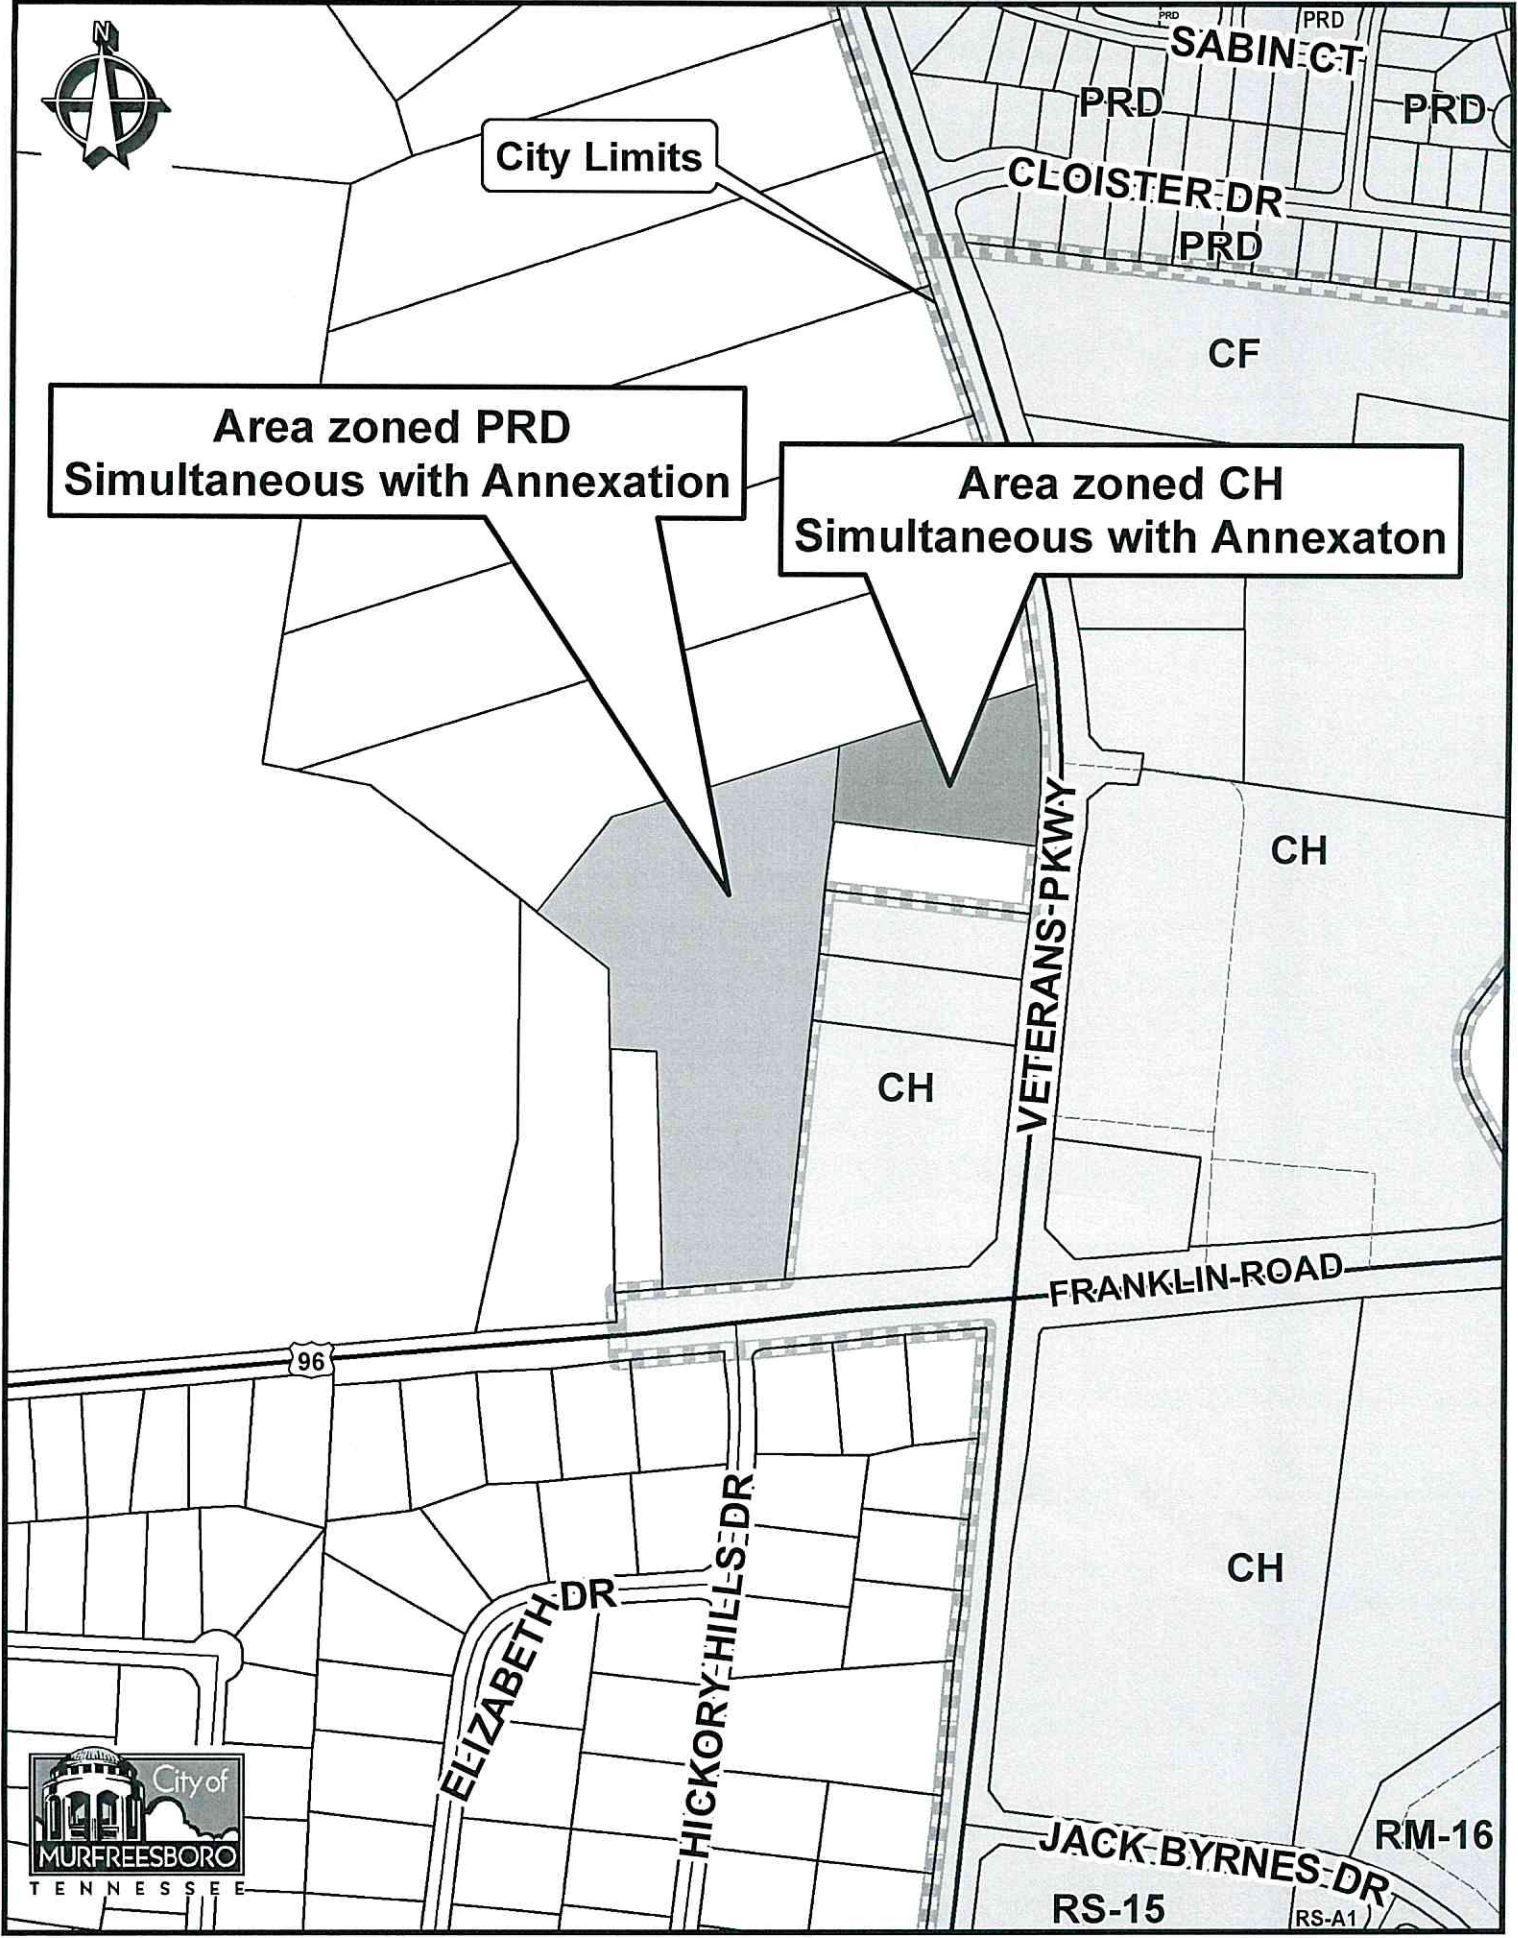 N
PRD
PRD
SABIN CT
PRD
PRD
City Limits
CLOISTER DR
PRD
CF
Area zoned PRD
Simultaneous with Annexation
Area zoned CH
Simultaneous with Annexaton
VETERANS PKWY
CH
CH
FRANKLIN ROAD
96
HICKORY HILLS DR
ELIZABETH DR
CH
City of
MURFREESBORO
TENNESSEE
JACK BYRNES DR
RM-16
RS-15
RS-A1